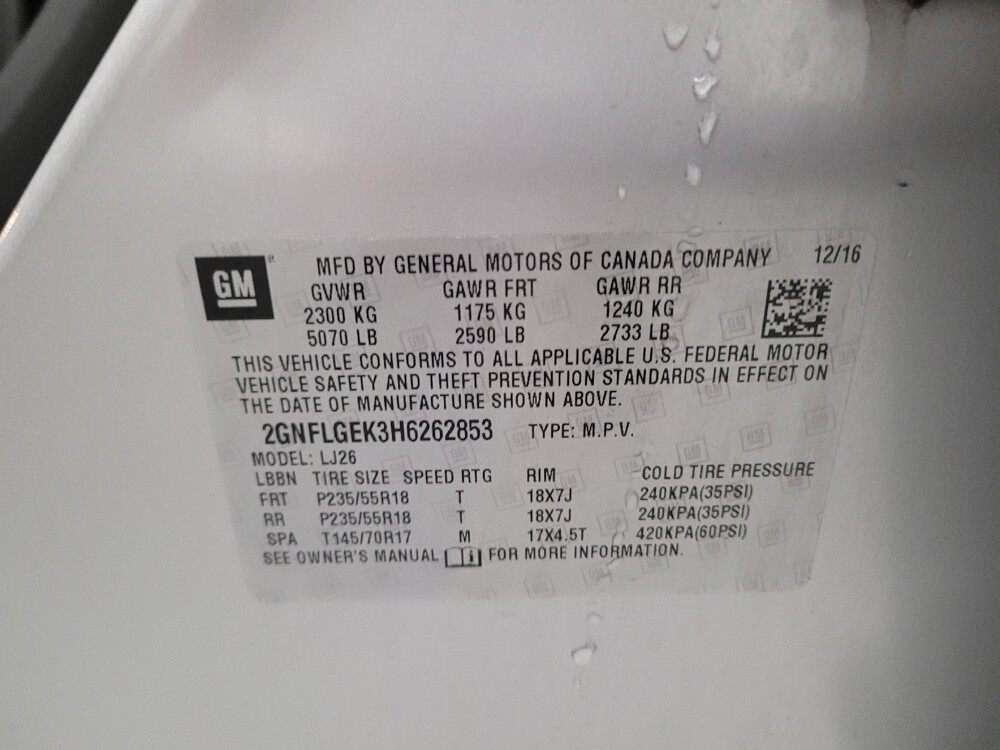 GM
MFD BY GENERAL MOTORS OF CANADA COMPANY 12/16
GVWR GAWR FRT GAWR RR
2300 KG 1175 KG 1240 KG
5070 LB 2590 LB 2733 LB
THIS VEHICLE CONFORMS TO ALL APPLICABLE U.S. FEDERAL MOTOR
VEHICLE SAFETY AND THEFT PREVENTION STANDARDS IN EFFECT ON
THE DATE OF MANUFACTURE SHOWN ABOVE.
2GNFLGEK3H6262853 TYPE: M.P.V.
MODEL: LJ26
LBBN TIRE SIZE SPEED RTG RIM COLD TIRE PRESSURE
FRT P235/55R18 T 18X7J 240KPA(35PSI)
RR P235/55R18 T 18X7J 240KPA(35PSI)
SPA T145/70R17 M 17X4.5T 420KPA(60PSI)
SEE OWNER'S MANUAL FOR MORE INFORMATION.